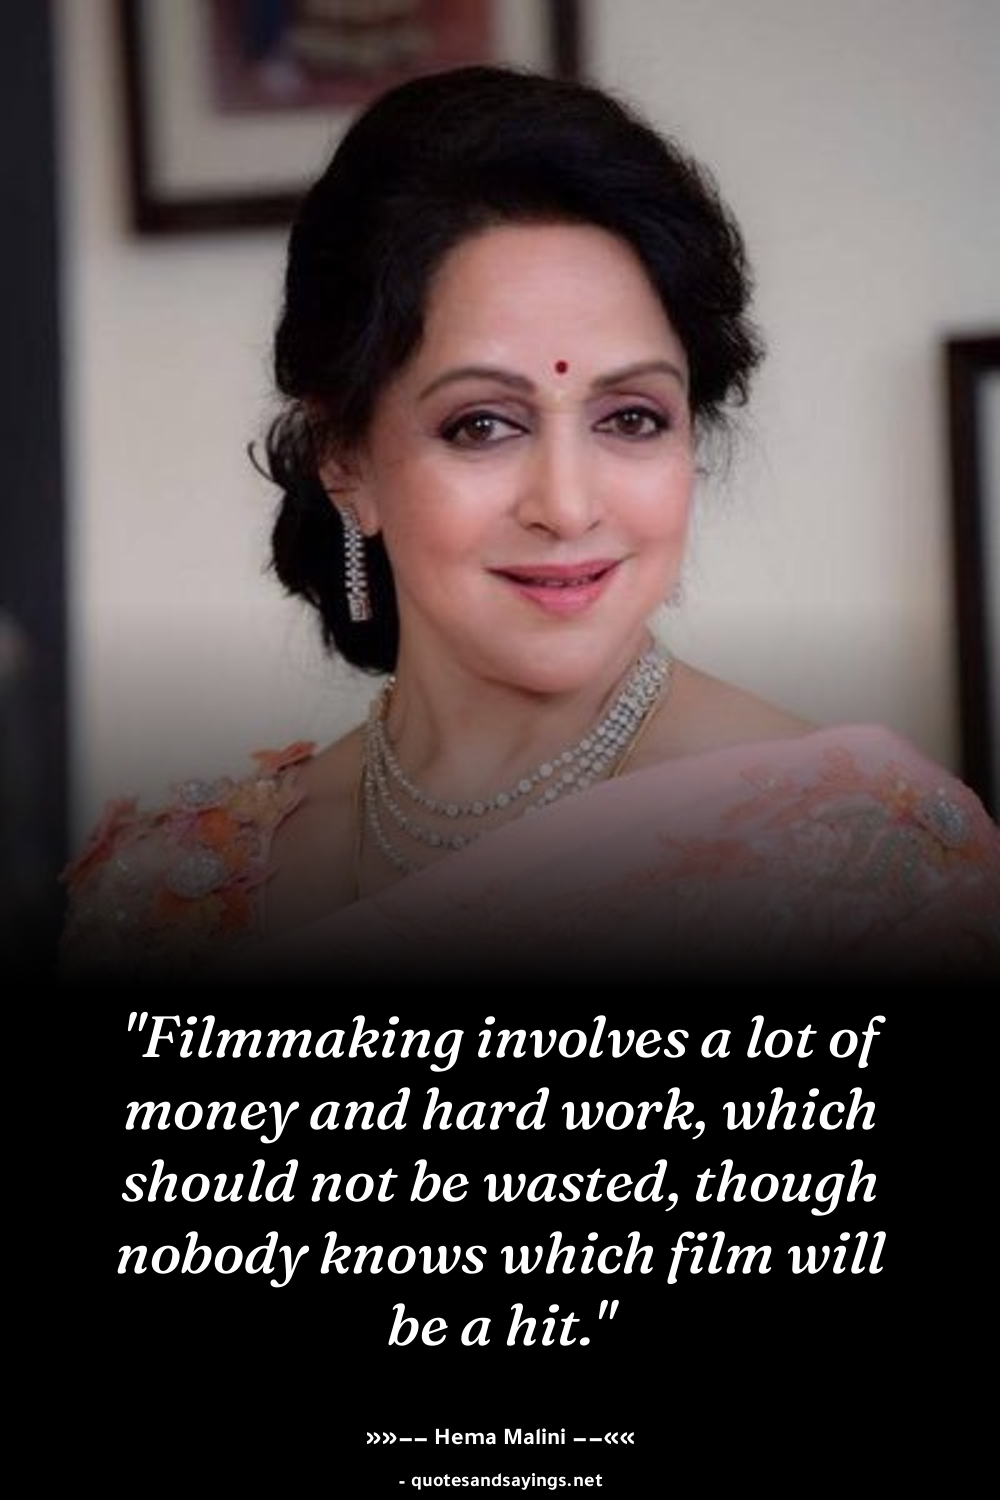 "Filmmaking involves a lot of
money and hard work, which
should not be wasted, though
nobody knows which film will
be a hit."
»»–– Hema Malini ––««
- quotesandsayings.net